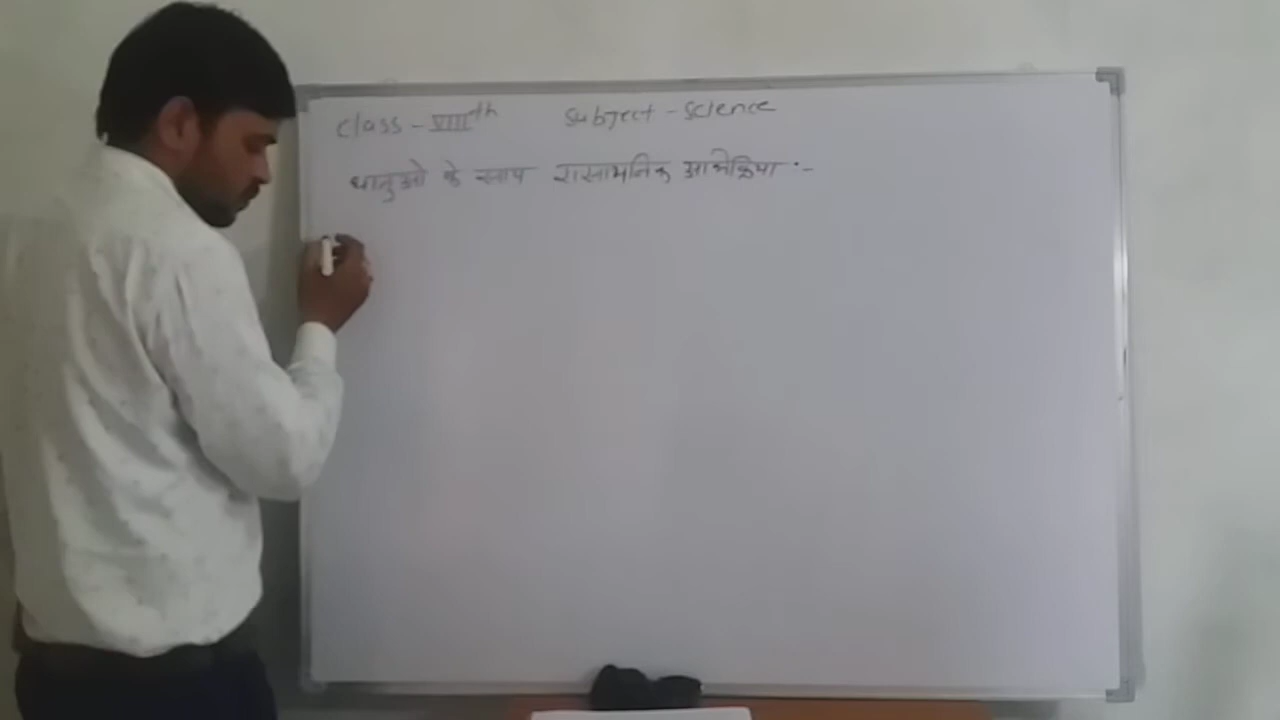 Class - VIIIth Subject - Science
धातुओ के साथ रासायनिक अभिक्रिया :-